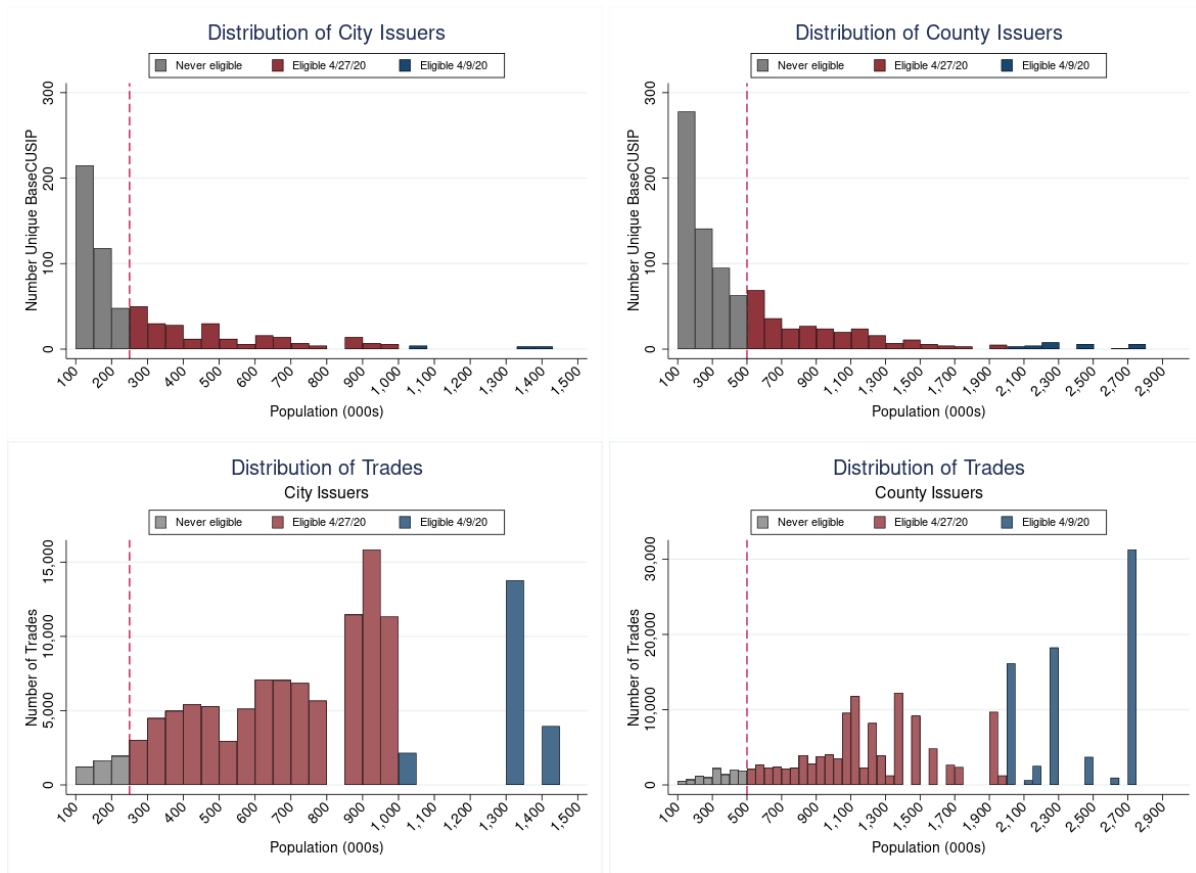 Distribution of City Issuers
Never eligible Eligible 4/27/20 Eligible 4/9/20
Number Unique BaseCUSIP
300
200
100
0
100 200 300 400 500 600 700 800 900 1,000 1,100 1,200 1,300 1,400 1,500
Population (000s)
Distribution of County Issuers
Never eligible Eligible 4/27/20 Eligible 4/9/20
Number Unique BaseCUSIP
300
200
100
0
100 300 500 700 900 1,100 1,300 1,500 1,700 1,900 2,100 2,300 2,500 2,700 2,900
Population (000s)
Distribution of Trades
City Issuers
Never eligible Eligible 4/27/20 Eligible 4/9/20
Number of Trades
15,000
10,000
5,000
0
100 200 300 400 500 600 700 800 900 1,000 1,100 1,200 1,300 1,400 1,500
Population (000s)
Distribution of Trades
County Issuers
Never eligible Eligible 4/27/20 Eligible 4/9/20
Number of Trades
30,000
20,000
10,000
0
100 300 500 700 900 1,100 1,300 1,500 1,700 1,900 2,100 2,300 2,500 2,700 2,900
Population (000s)